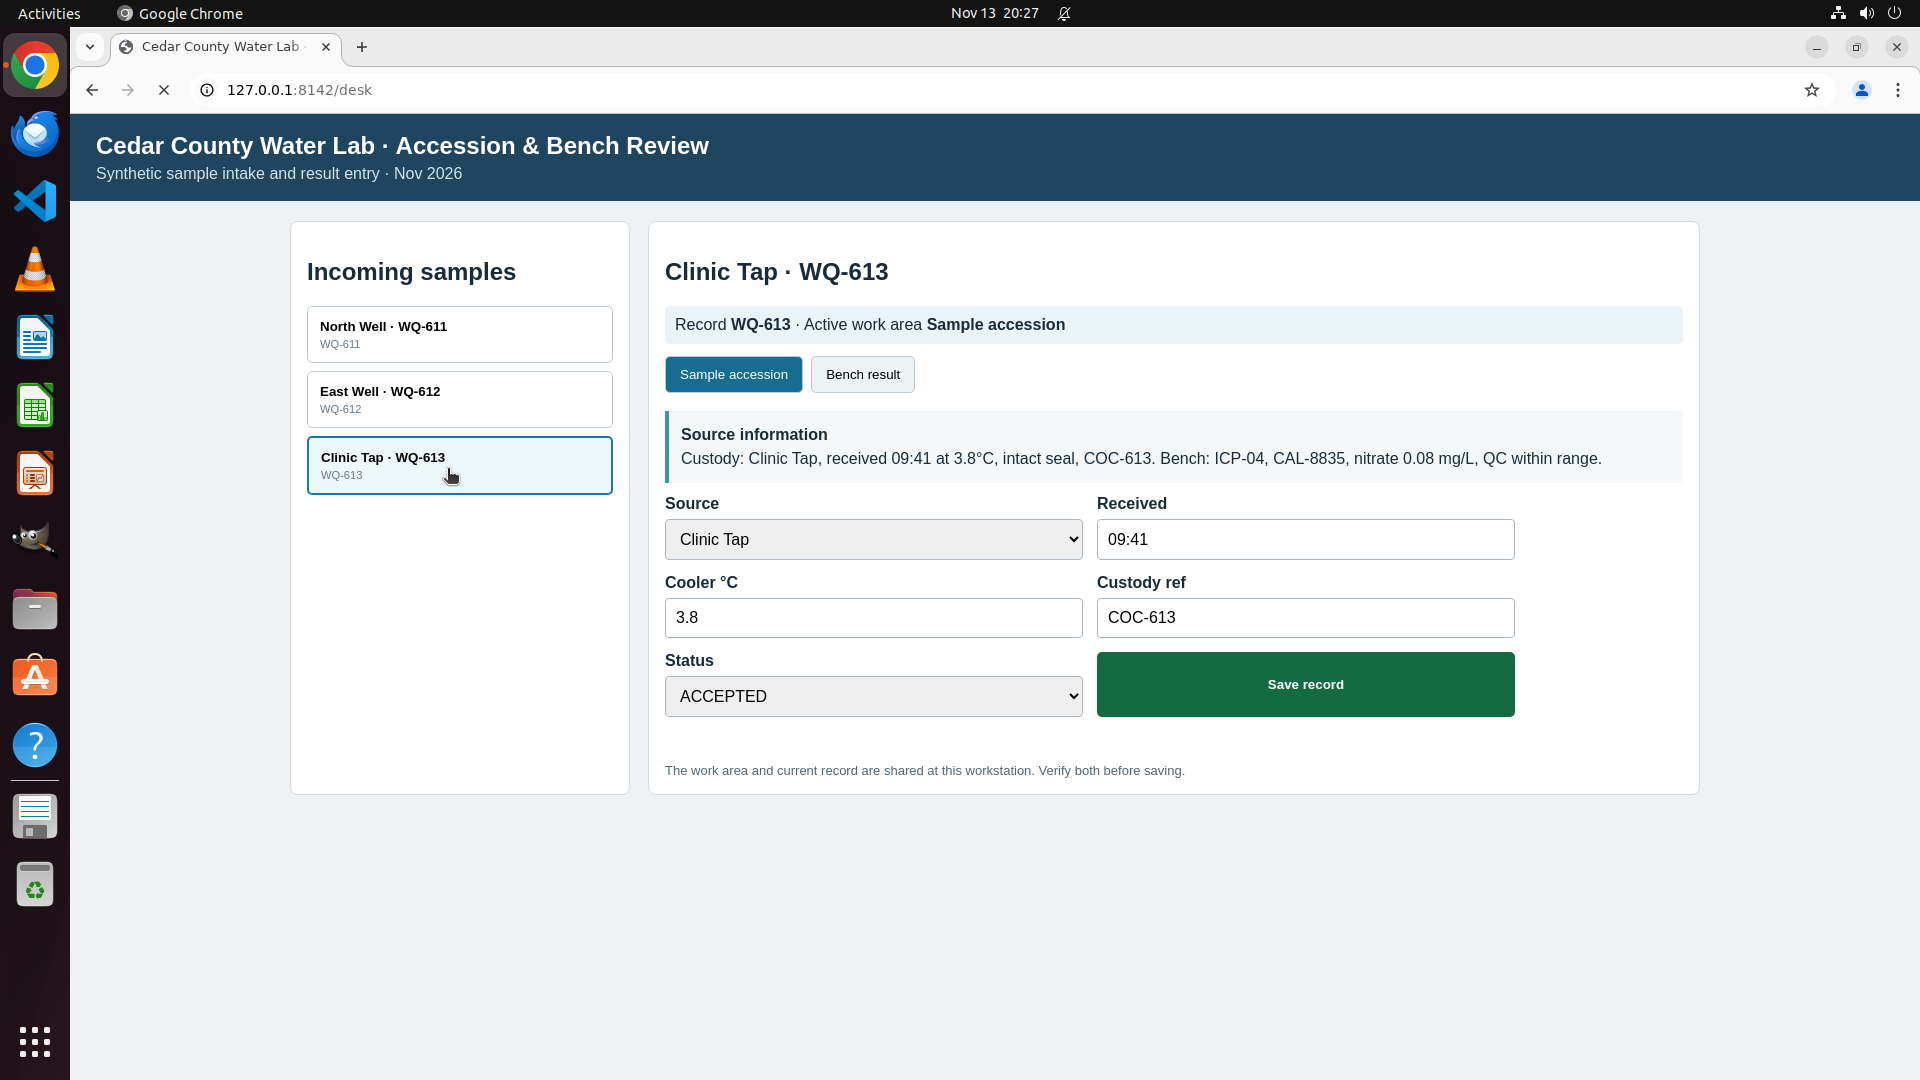 Activities
Google Chrome
Nov 13 20:27
Cedar County Water Lab ·
127.0.0.1:8142/desk
Cedar County Water Lab · Accession & Bench Review
Synthetic sample intake and result entry · Nov 2026
Incoming samples
North Well · WQ-611
WQ-611
East Well · WQ-612
WQ-612
Clinic Tap · WQ-613
WQ-613
Clinic Tap · WQ-613
Record WQ-613 · Active work area Sample accession
Sample accession
Bench result
Source information
Custody: Clinic Tap, received 09:41 at 3.8°C, intact seal, COC-613. Bench: ICP-04, CAL-8835, nitrate 0.08 mg/L, QC within range.
Source
Received
Clinic Tap
09:41
Cooler °C
Custody ref
3.8
COC-613
Status
ACCEPTED
Save record
The work area and current record are shared at this workstation. Verify both before saving.